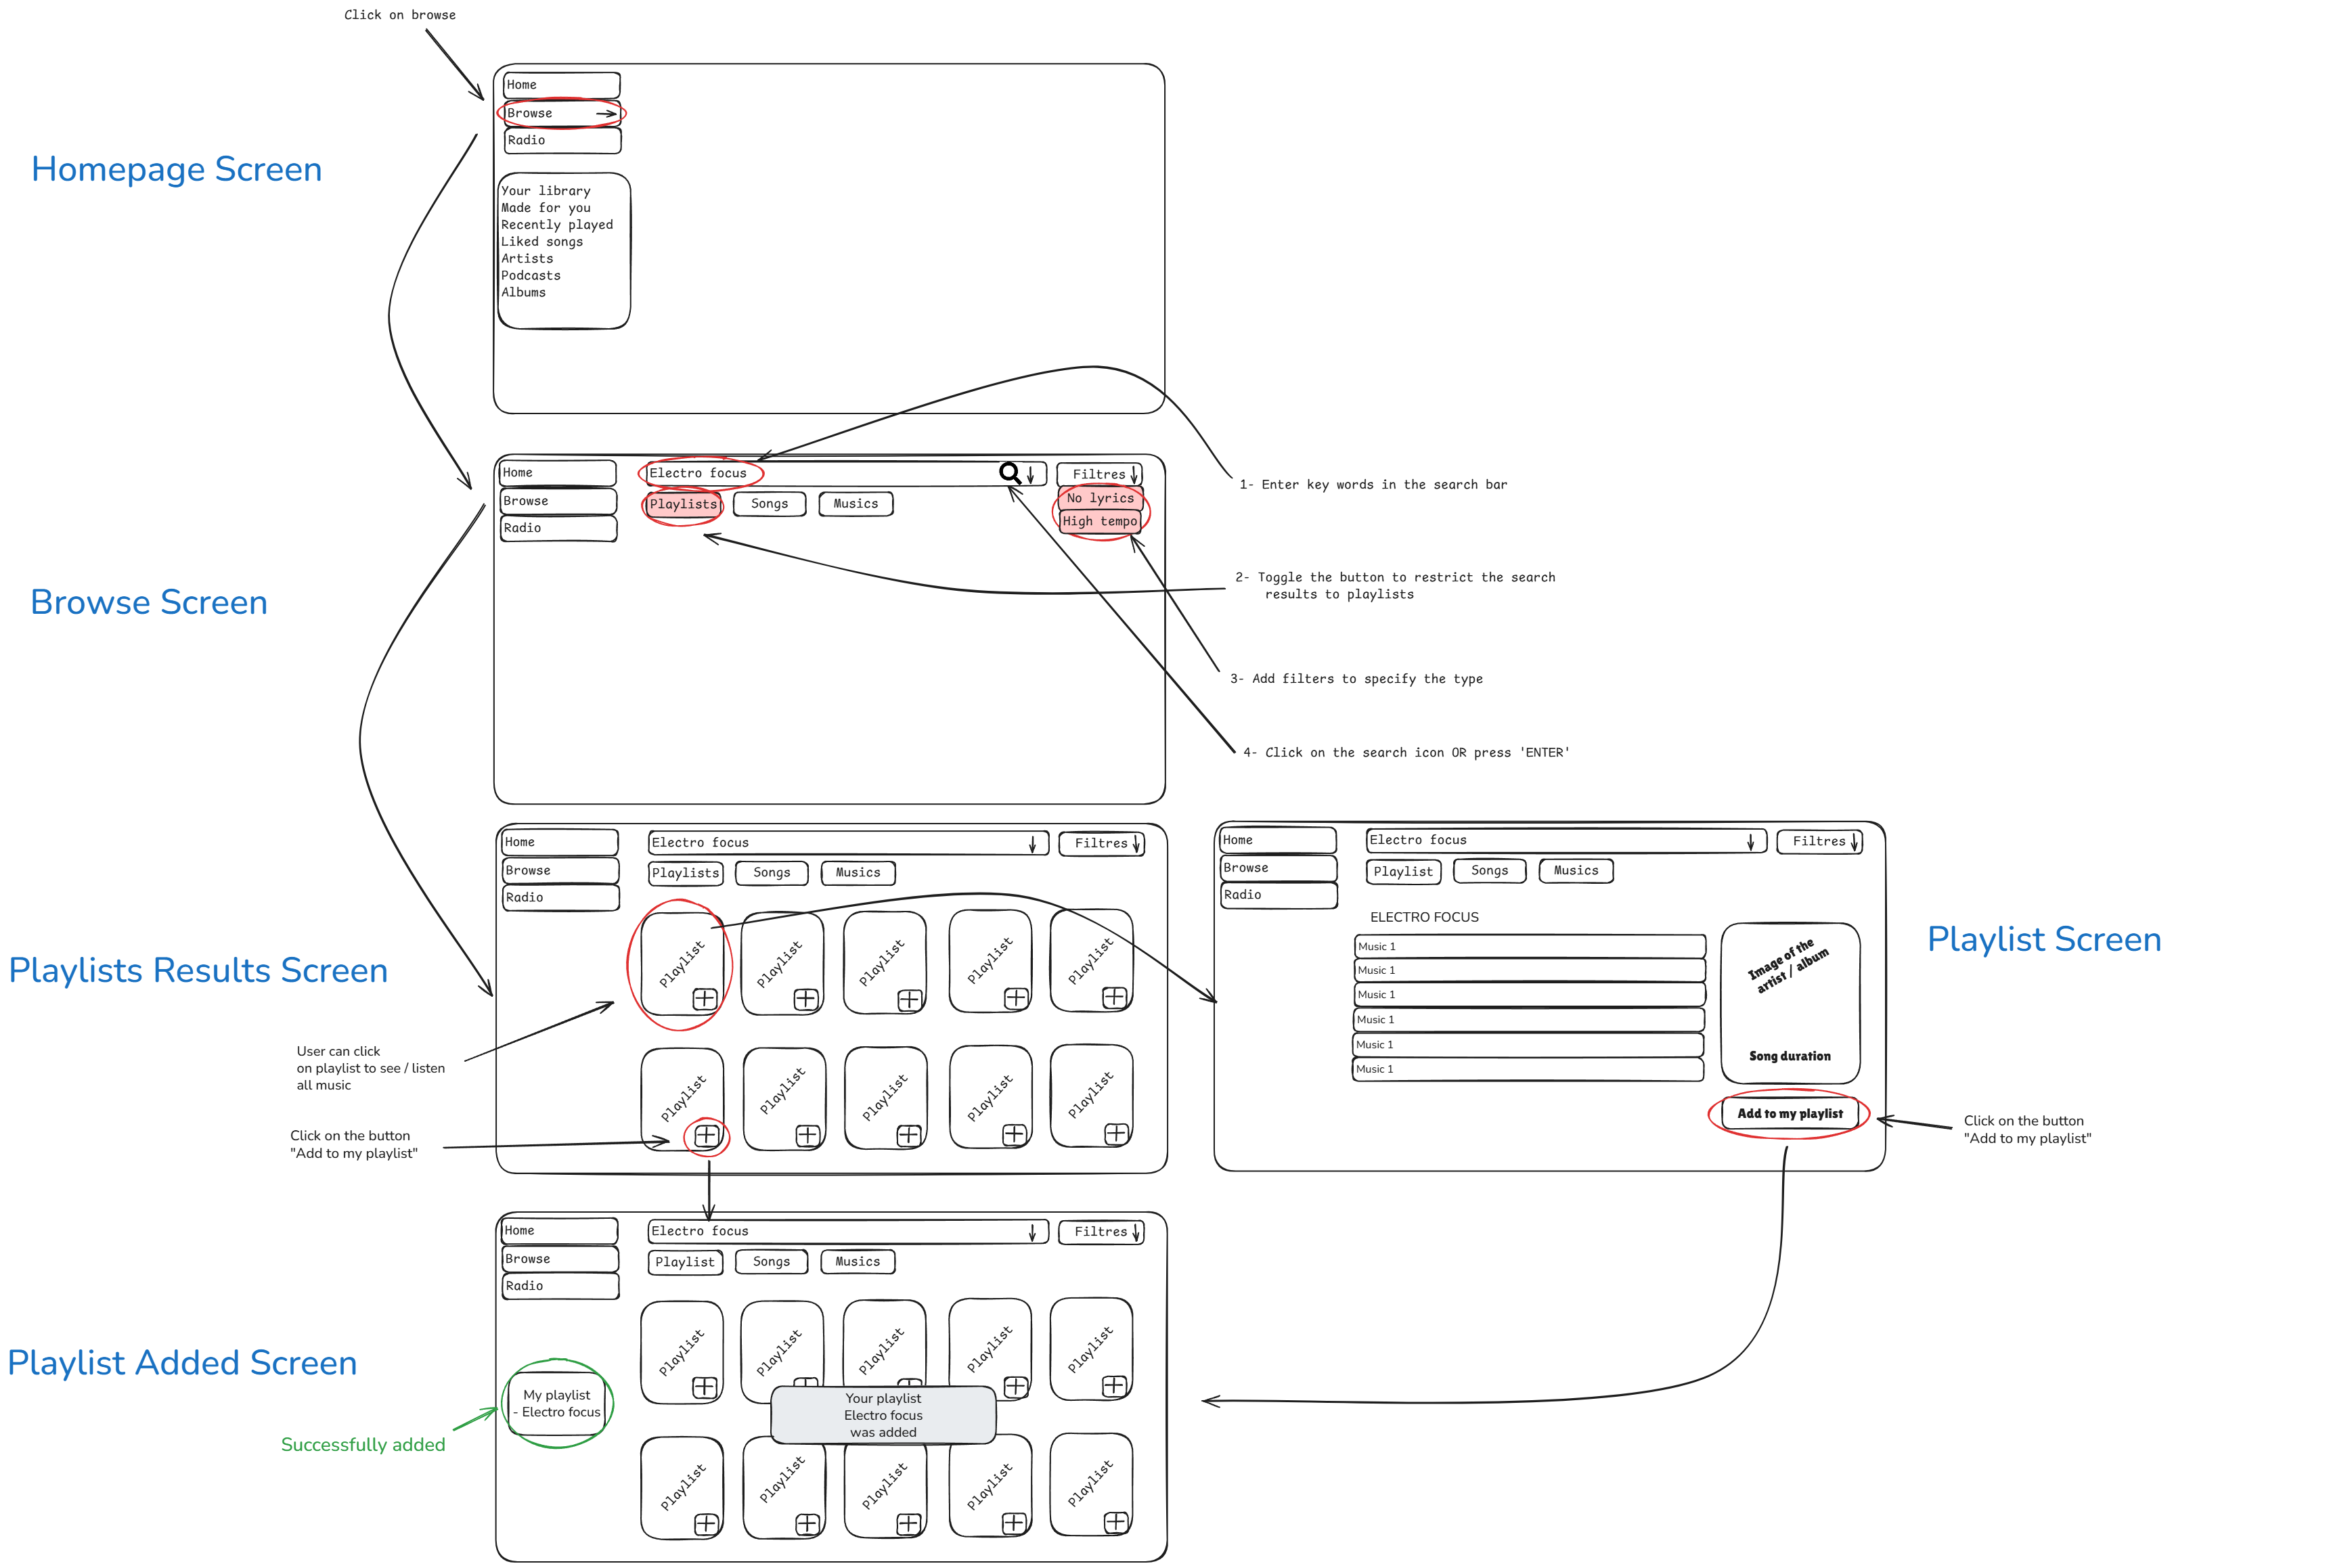 Click on browse
Homepage Screen
Home
Browse
Radio
Your library
Made for you
Recently played
Liked songs
Artists
Podcasts
Albums
Browse Screen
Home
Browse
Radio
Electro focus
Filtres
Playlists
Songs
Musics
No lyrics
High tempo
1- Enter key words in the search bar
2- Toggle the button to restrict the search
results to playlists
3- Add filters to specify the type
4- Click on the search icon OR press 'ENTER'
Playlists Results Screen
Home
Browse
Radio
Electro focus
Filtres
Playlists
Songs
Musics
Playlist
Playlist
Playlist
Playlist
Playlist
Playlist
Playlist
Playlist
Playlist
Playlist
User can click
on playlist to see / listen
all music
Click on the button
"Add to my playlist"
Playlist Screen
Home
Browse
Radio
Electro focus
Filtres
Playlist
Songs
Musics
ELECTRO FOCUS
Music 1
Music 1
Music 1
Music 1
Music 1
Music 1
Image of the
artist / album
Song duration
Add to my playlist
Click on the button
"Add to my playlist"
Playlist Added Screen
Home
Browse
Radio
Electro focus
Filtres
Playlist
Songs
Musics
Playlist
Playlist
Playlist
Playlist
Playlist
My playlist
- Electro focus
Successfully added
Your playlist
Electro focus
was added
Playlist
Playlist
Playlist
Playlist
Playlist